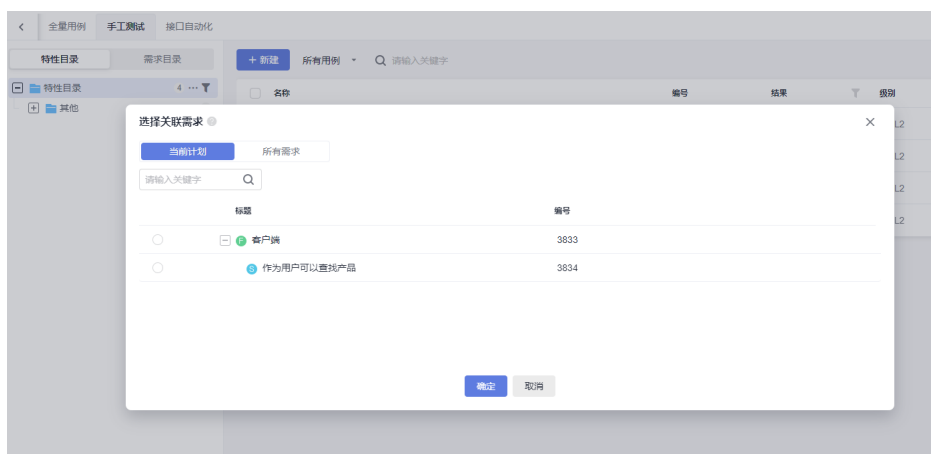 全量用例 手工测试 接口自动化
特性目录 需求目录 + 新建 所有用例 请输入关键字
特性目录 4 ... 名称 编号 结果 级别
其他
选择关联需求
L2
当前计划 所有需求
L2
请输入关键字
L2
标题 编号
L2
F 客户端 3833
S 作为用户可以查找产品 3834
确定 取消